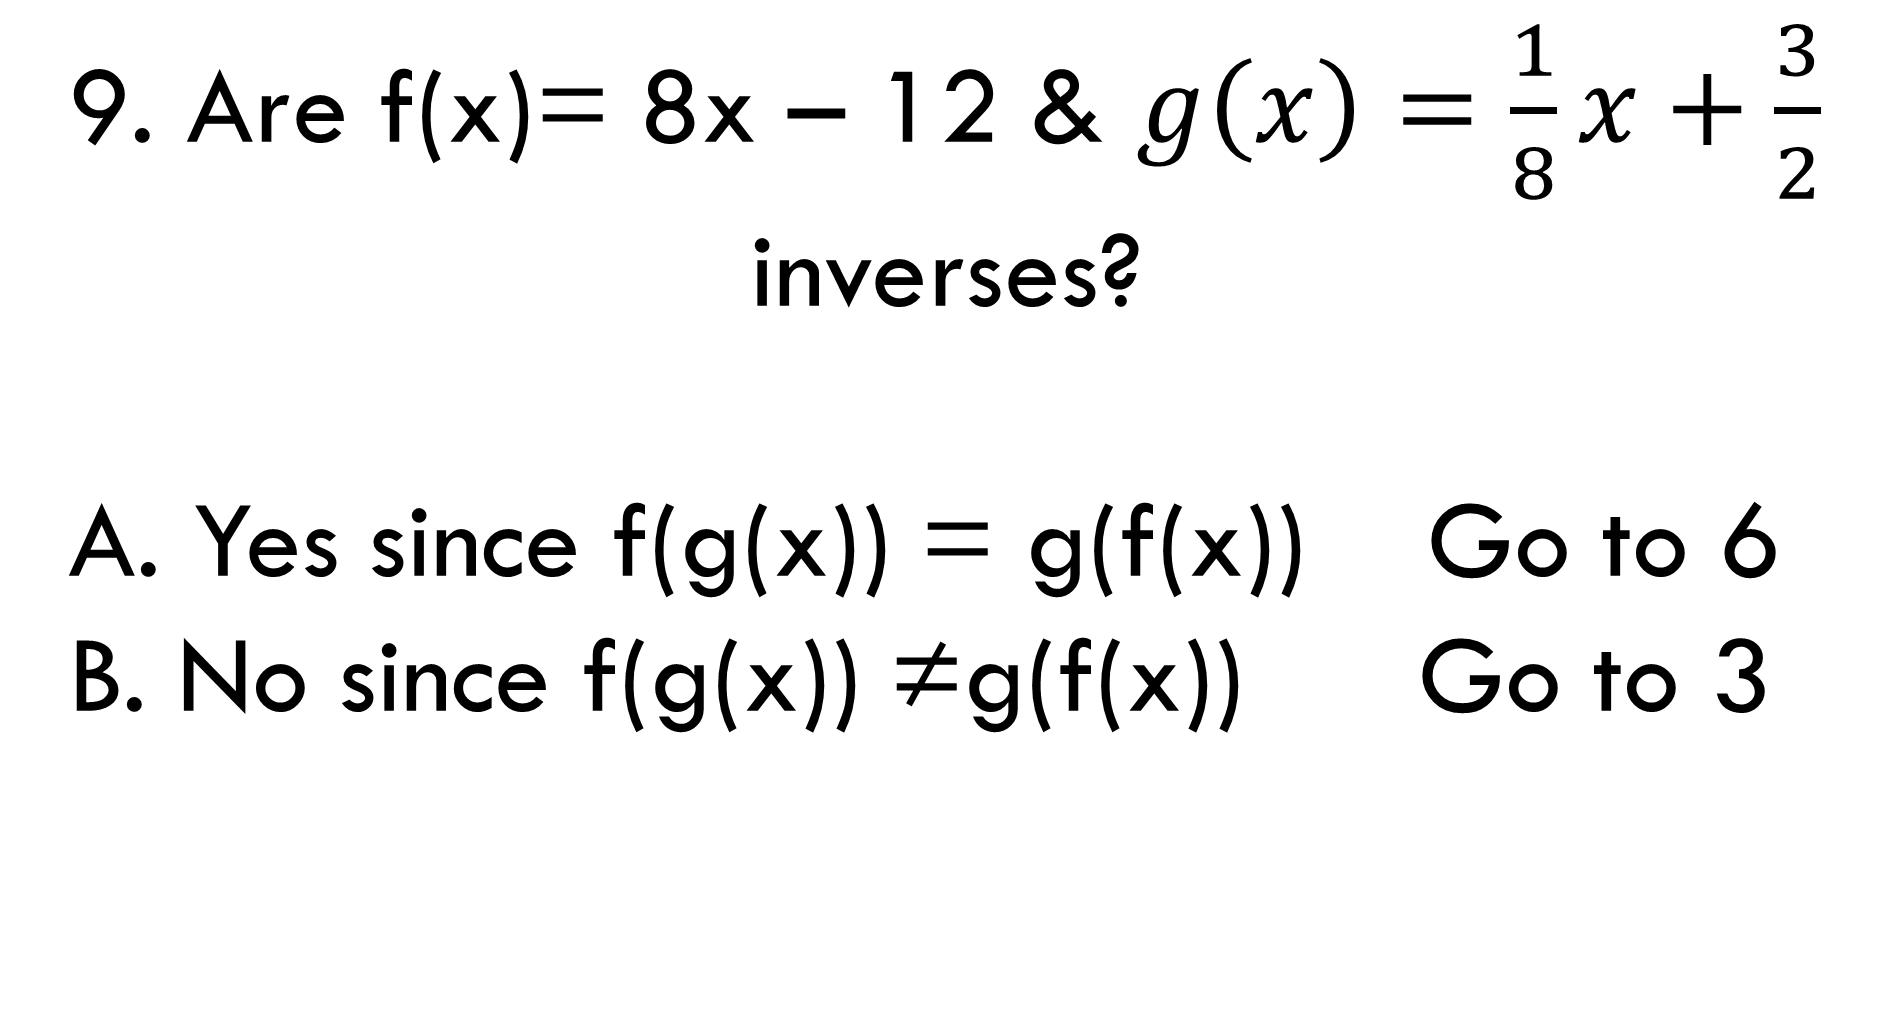 9. Are f(x)= 8x – 12 & g(x) = 1/8 x + 3/2
inverses?
A. Yes since f(g(x)) = g(f(x)) Go to 6
B. No since f(g(x)) ≠g(f(x)) Go to 3